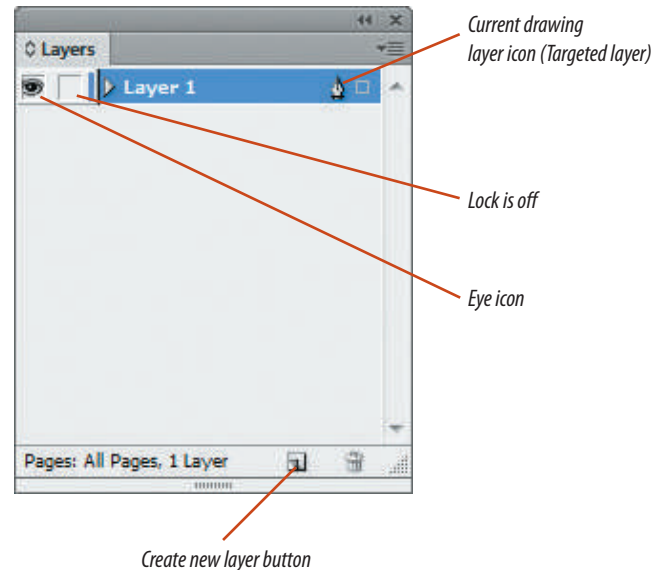 Current drawing
layer icon (Targeted layer)
Layers
Layer 1
Lock is off
Eye icon
Pages: All Pages, 1 Layer
Create new layer button